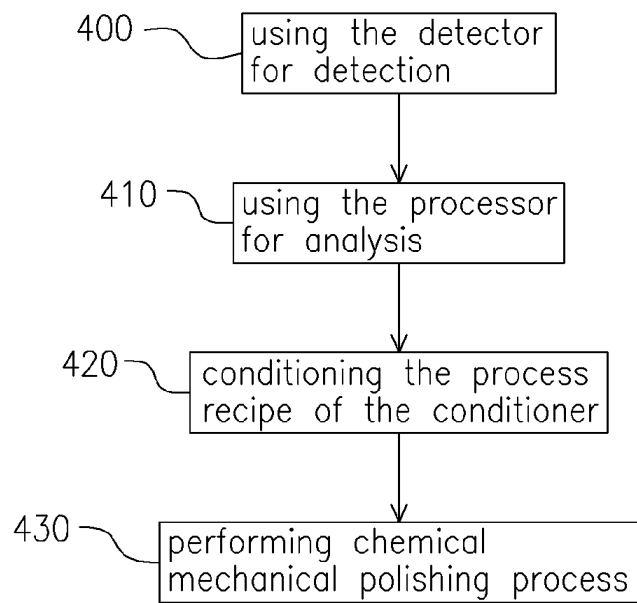 400
using the detector
for detection
410
using the processor
for analysis
420
conditioning the process
recipe of the conditioner
430
performing chemical
mechanical polishing process